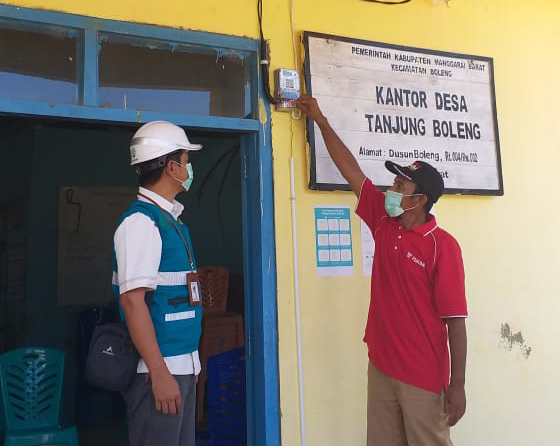 PEMERINTAH KABUPATEN MANGGARAI BARAT
KECAMATAN BOLENG
KANTOR DESA
TANJUNG BOLENG
Alamat : Dusun Boleng, Rt.004/Rw.002